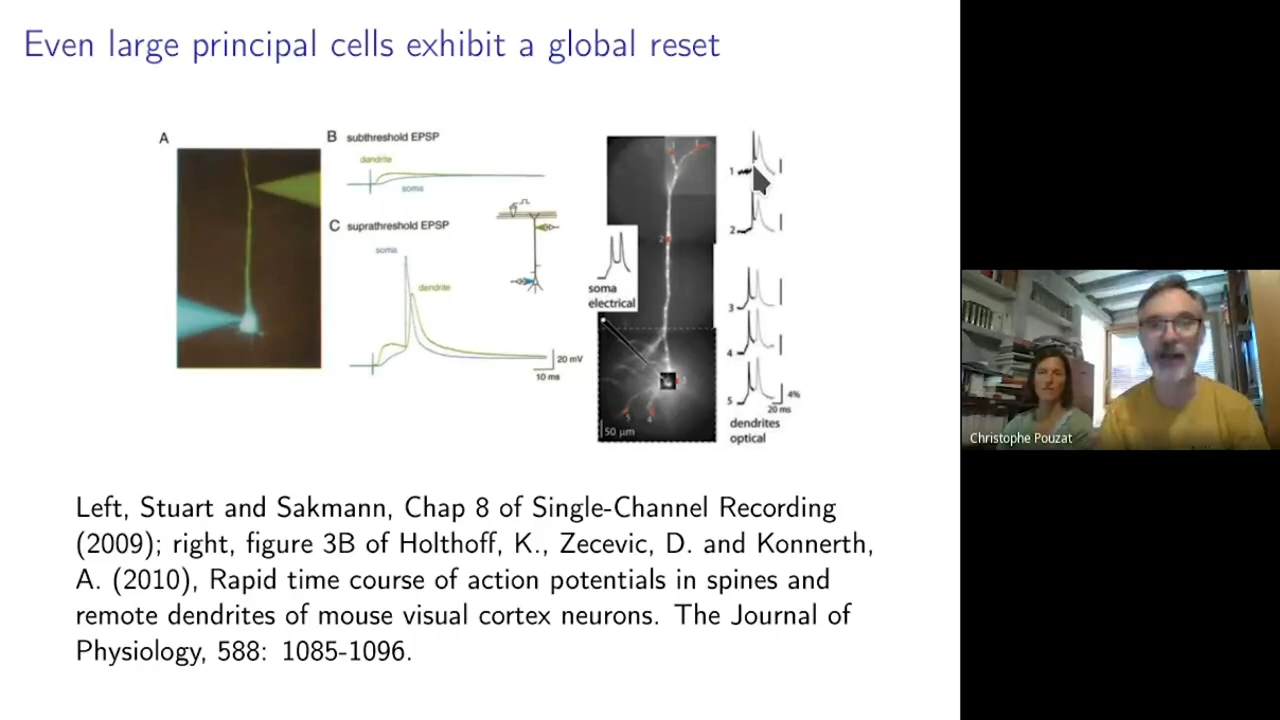 Even large principal cells exhibit a global reset
A
B subthreshold EPSP
dendrite
soma
C suprathreshold EPSP
soma
dendrite
20 mV
10 ms
soma
electrical
1
2
3
4
5
2
3
5
4
50 µm
4%
20 ms
dendrites
optical
Left, Stuart and Sakmann, Chap 8 of Single-Channel Recording
(2009); right, figure 3B of Holthoff, K., Zecevic, D. and Konnerth,
A. (2010), Rapid time course of action potentials in spines and
remote dendrites of mouse visual cortex neurons. The Journal of
Physiology, 588: 1085-1096.
Christophe Pouzat